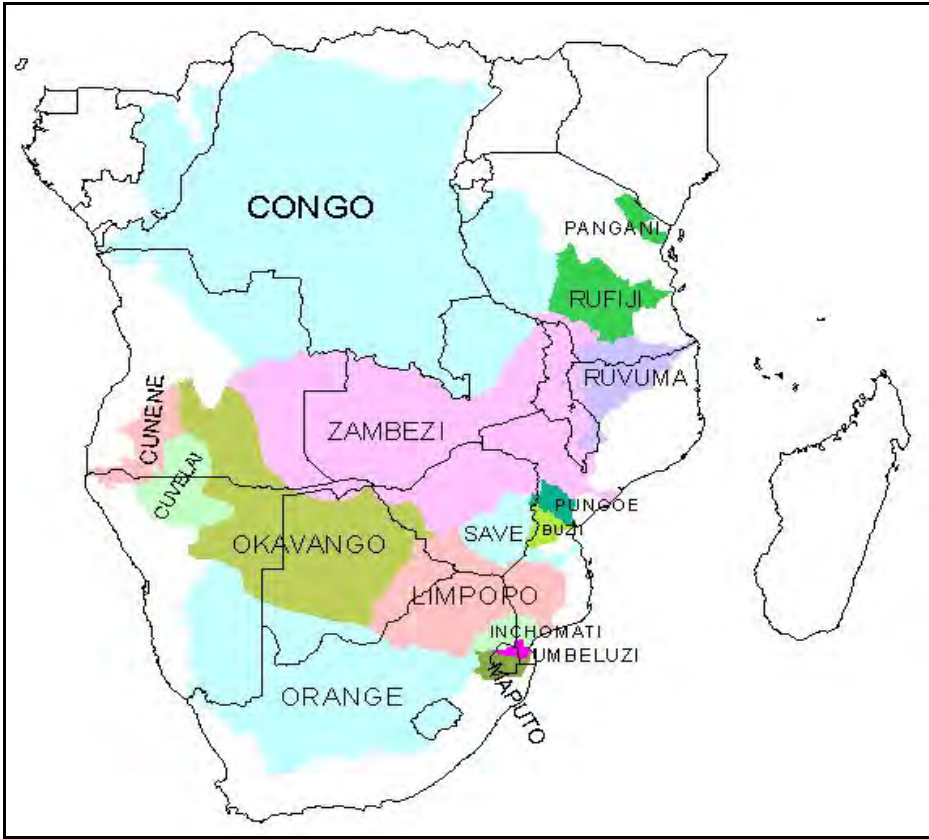 CONGO
PANGANI
RUFIJI
RUVUMA
CUNENE
ZAMBEZI
CUVELAI
PUNGOE
BUZI
SAVE
OKAVANGO
LIMPOPO
INCHOMATI
UMBELUZI
MAPUTO
ORANGE